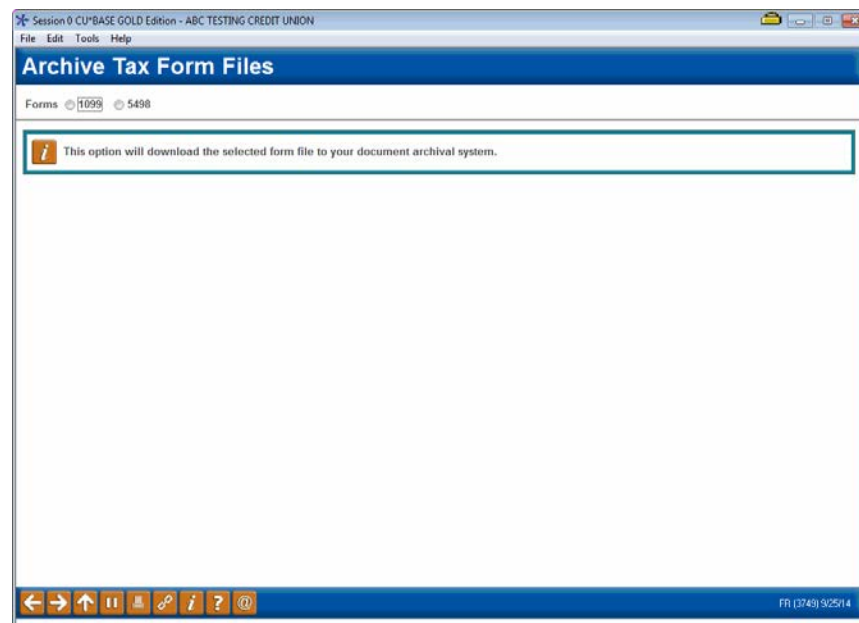 Session 0 CU*BASE GOLD Edition - ABC TESTING CREDIT UNION
File Edit Tools Help
Archive Tax Form Files
Forms 1099 5498
i This option will download the selected form file to your document archival system.
i ? @ FR (3749) 9/25/14